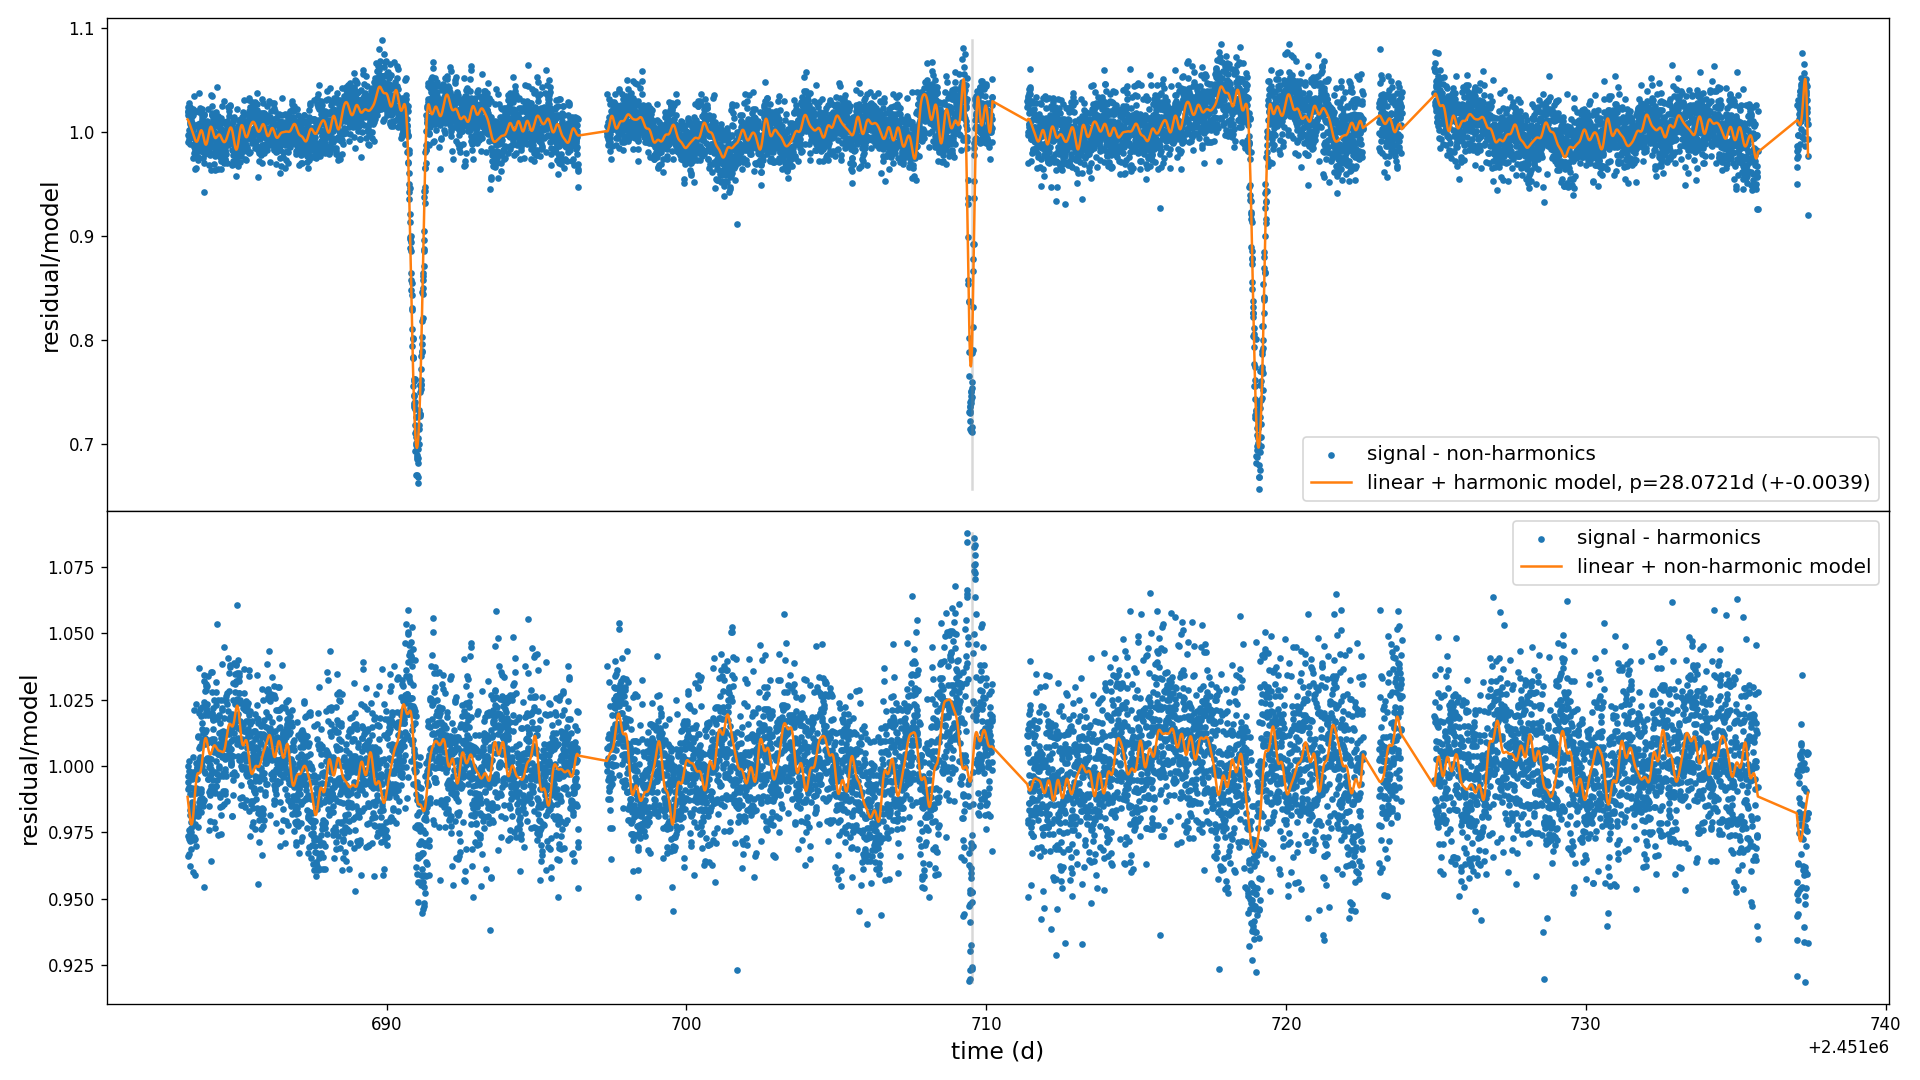 1.1
1.0
0.9
0.8
0.7
residual/model
signal - non-harmonics
linear + harmonic model, p=28.0721d (+-0.0039)
signal - harmonics
linear + non-harmonic model
1.075
1.050
1.025
1.000
0.975
0.950
0.925
residual/model
690 700 710 720 730 740
time (d)
+2.451e6